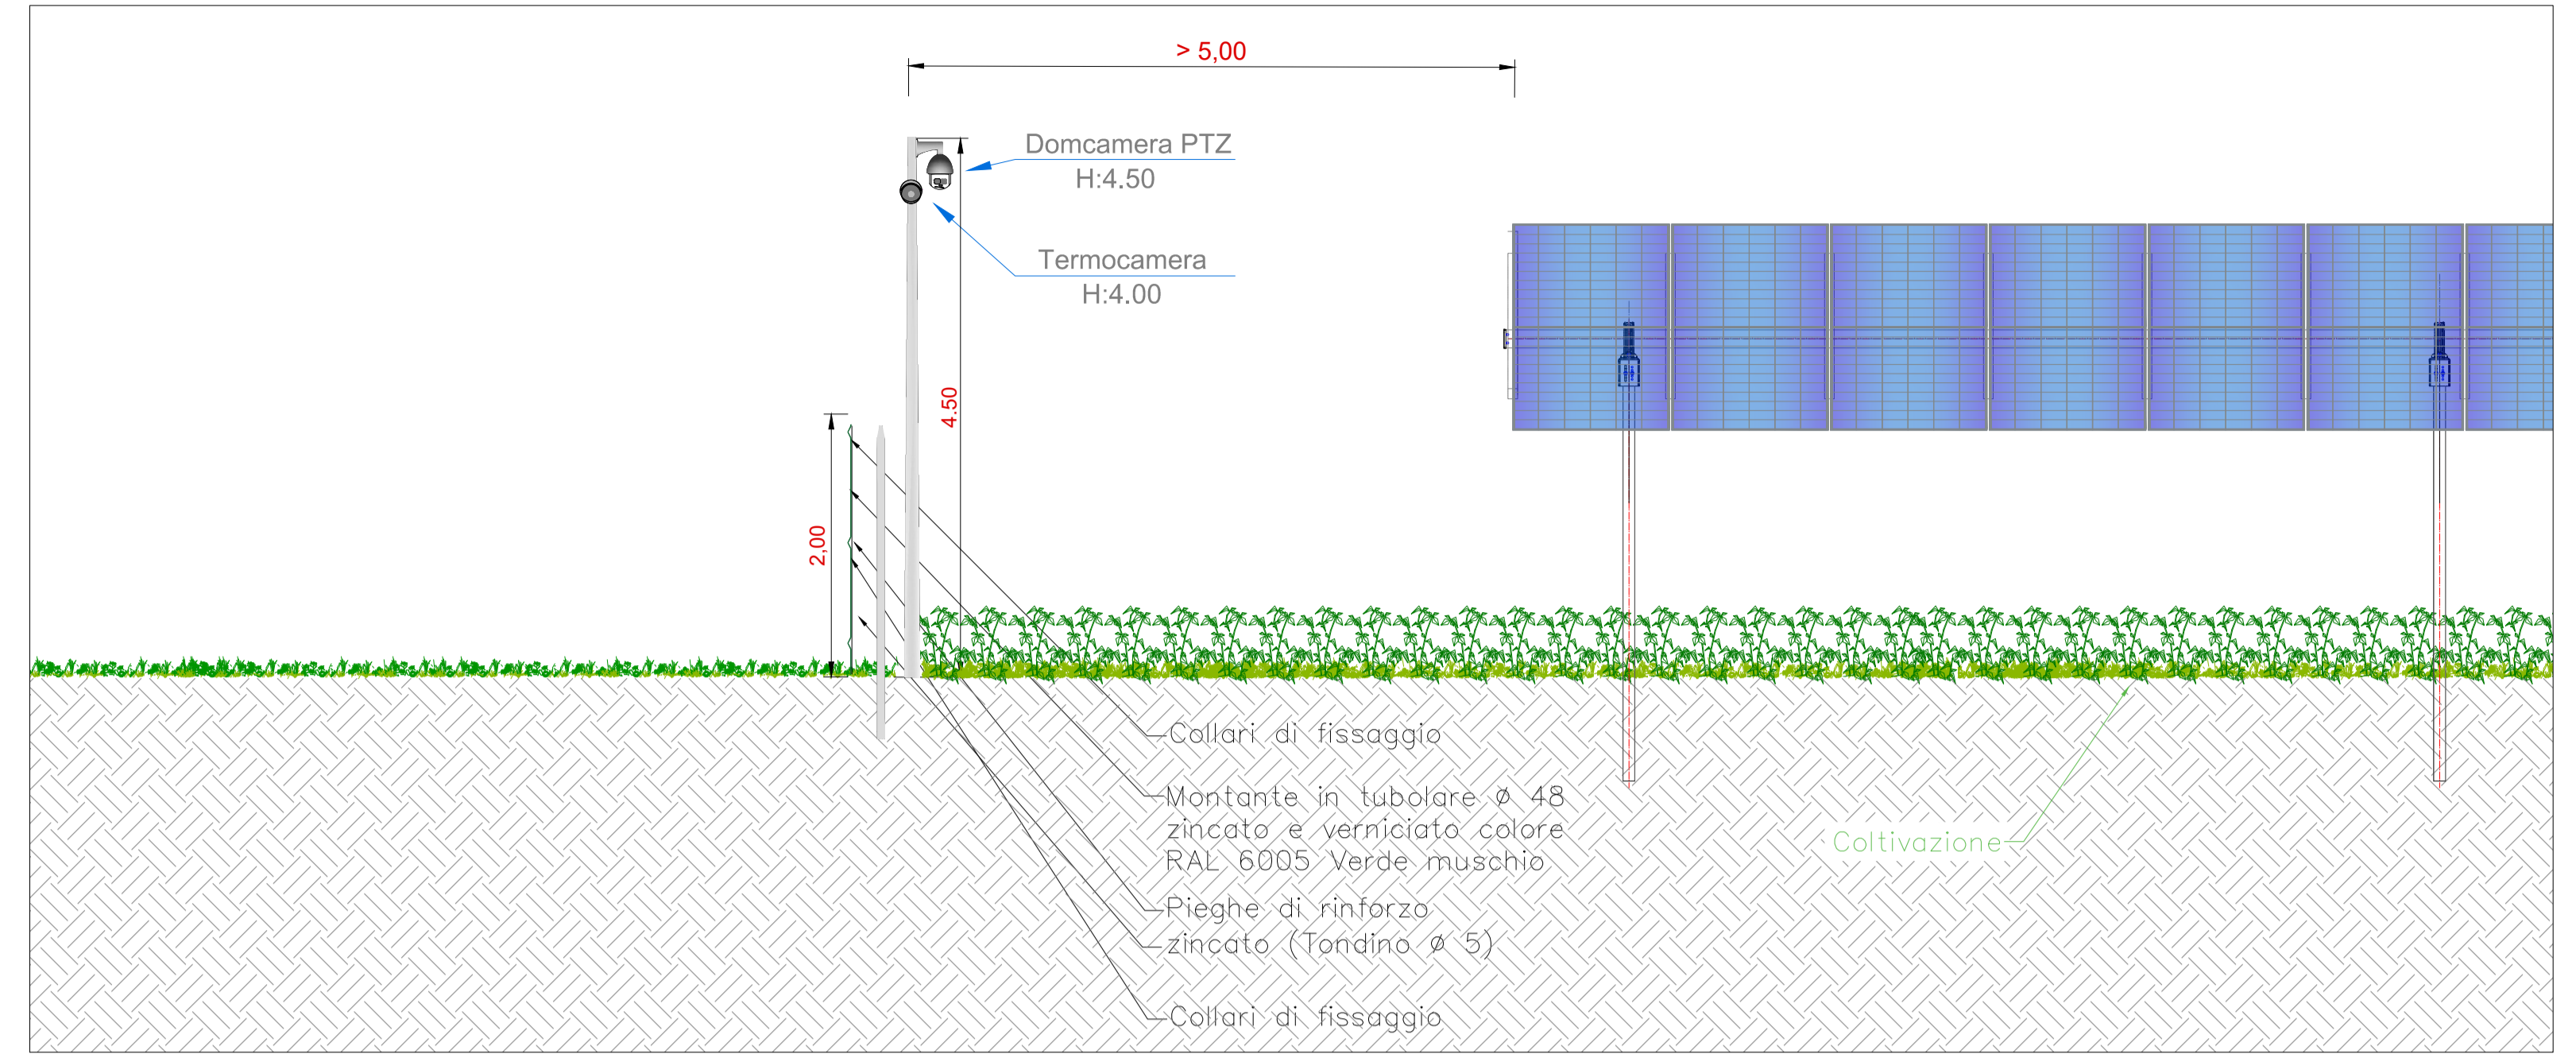 > 5,00
Domcamera PTZ
H:4.50
Termocamera
H:4.00
4.50
2,00
Collari di fissaggio
Montante in tubolare ø 48
zincato e verniciato colore
RAL 6005 Verde muschio
Coltivazione
Pieghe di rinforzo
zincato (Tondino ø 5)
Collari di fissaggio